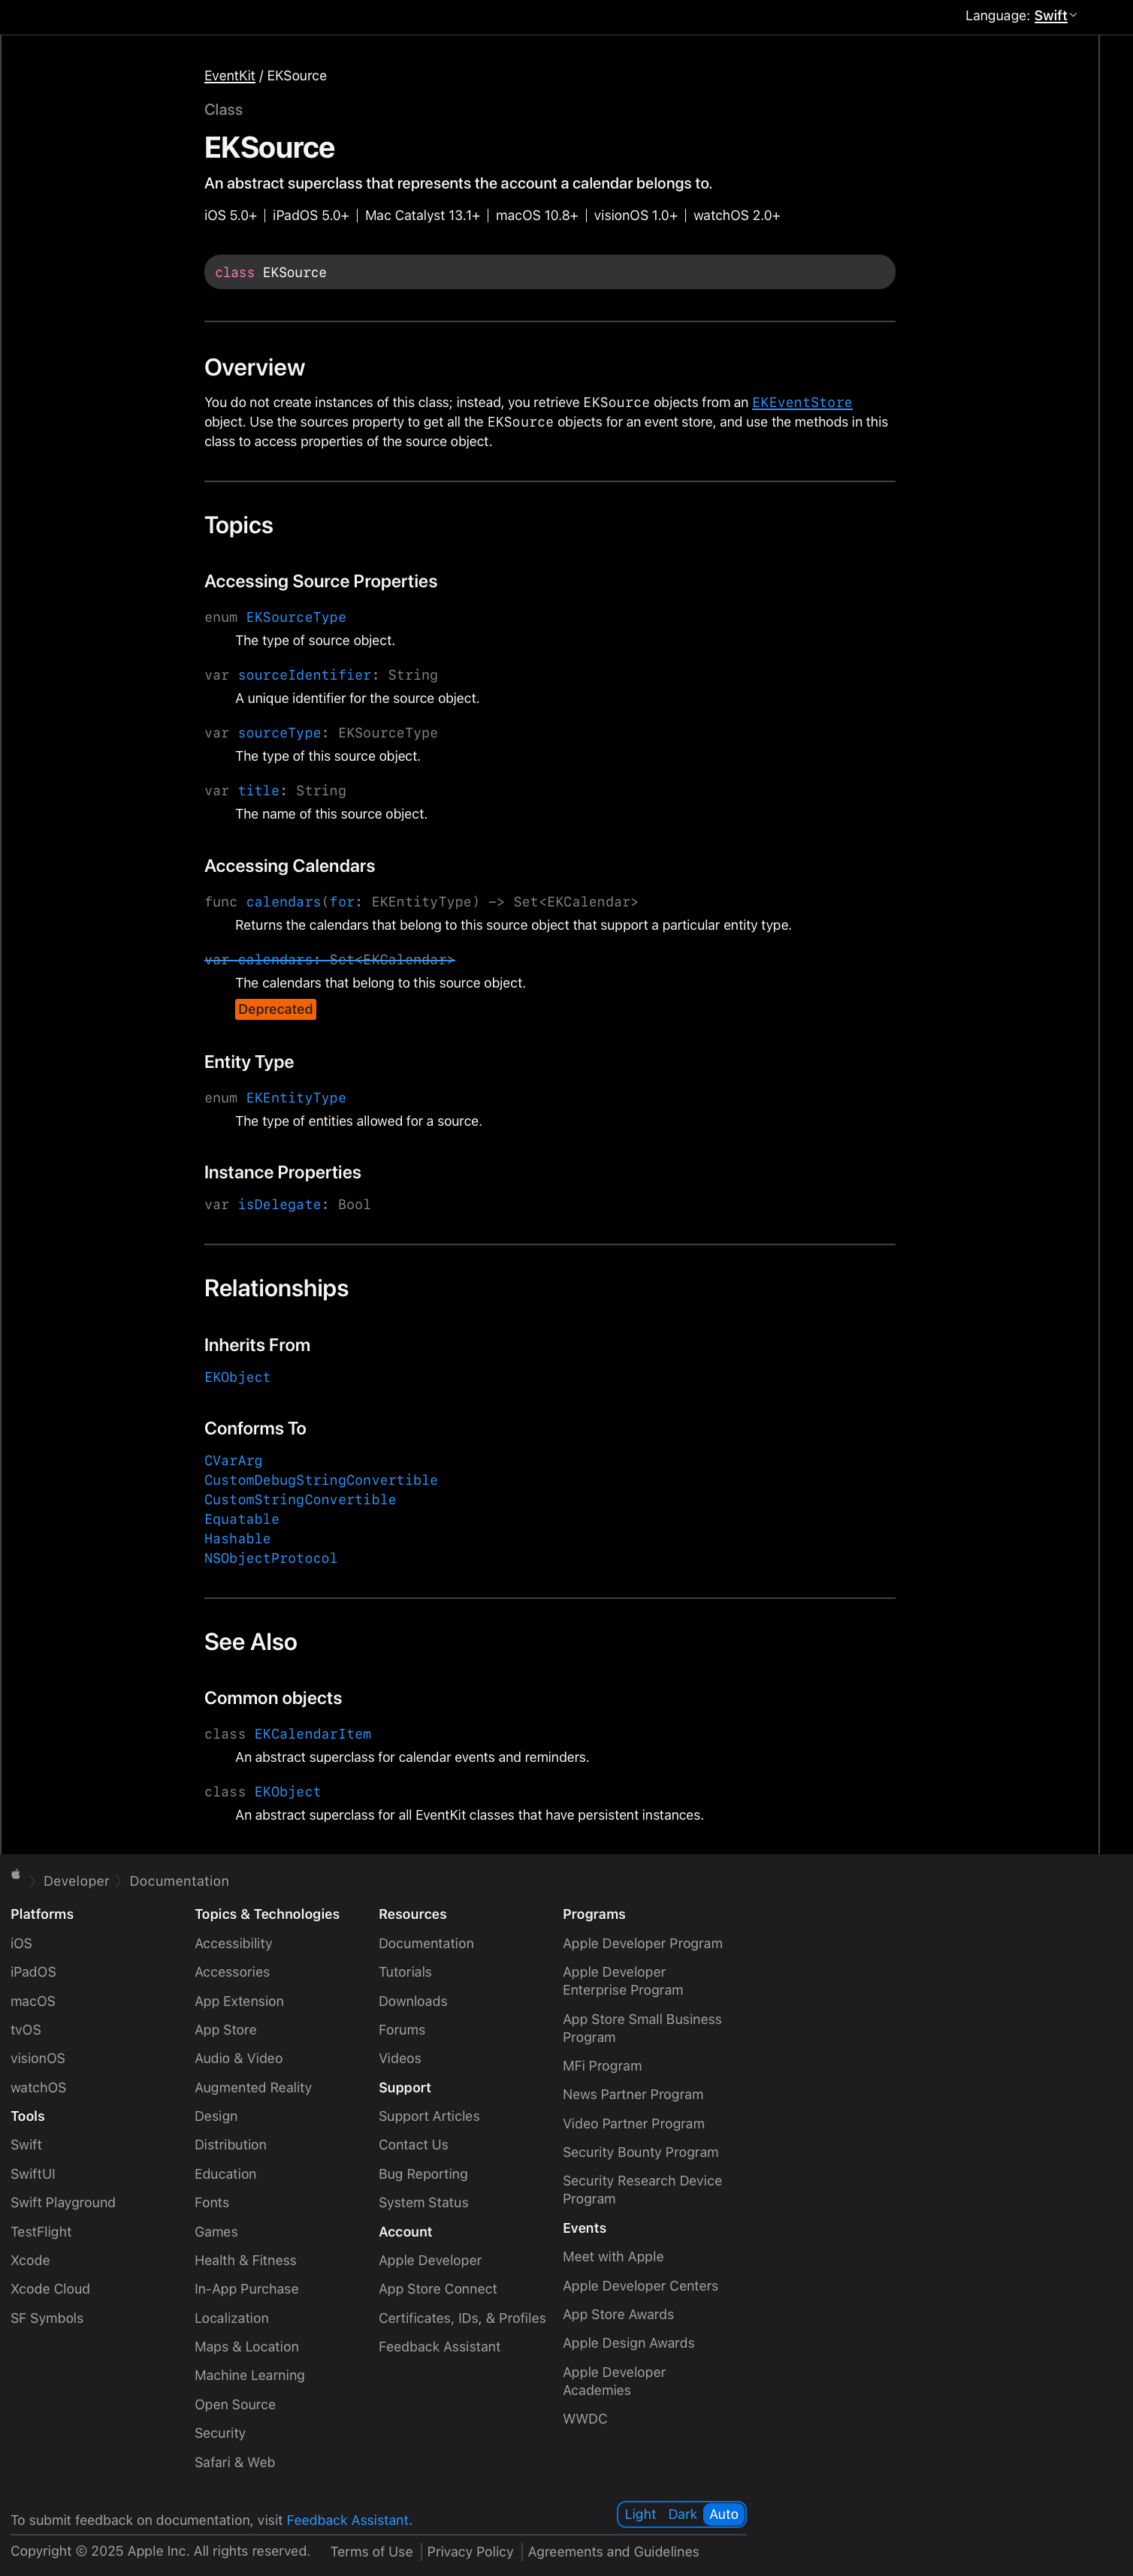 Language: Swift
EventKit / EKSource
Class
EKSource
An abstract superclass that represents the account a calendar belongs to.
iOS 5.0+ | iPadOS 5.0+ | Mac Catalyst 13.1+ | macOS 10.8+ | visionOS 1.0+ | watchOS 2.0+
class EKSource
Overview
You do not create instances of this class; instead, you retrieve EKSource objects from an EKEventStore
object. Use the sources property to get all the EKSource objects for an event store, and use the methods in this
class to access properties of the source object.
Topics
Accessing Source Properties
enum EKSourceType
The type of source object.
var sourceIdentifier: String
A unique identifier for the source object.
var sourceType: EKSourceType
The type of this source object.
var title: String
The name of this source object.
Accessing Calendars
func calendars(for: EKEntityType) -> Set<EKCalendar>
Returns the calendars that belong to this source object that support a particular entity type.
var calendars: Set<EKCalendar>
The calendars that belong to this source object.
Deprecated
Entity Type
enum EKEntityType
The type of entities allowed for a source.
Instance Properties
var isDelegate: Bool
Relationships
Inherits From
EKObject
Conforms To
CVarArg
CustomDebugStringConvertible
CustomStringConvertible
Equatable
Hashable
NSObjectProtocol
See Also
Common objects
class EKCalendarItem
An abstract superclass for calendar events and reminders.
class EKObject
An abstract superclass for all EventKit classes that have persistent instances.
Developer Documentation
Platforms
iOS
iPadOS
macOS
tvOS
visionOS
watchOS
Tools
Swift
SwiftUI
Swift Playground
TestFlight
Xcode
Xcode Cloud
SF Symbols
Topics & Technologies
Accessibility
Accessories
App Extension
App Store
Audio & Video
Augmented Reality
Design
Distribution
Education
Fonts
Games
Health & Fitness
In-App Purchase
Localization
Maps & Location
Machine Learning
Open Source
Security
Safari & Web
Resources
Documentation
Tutorials
Downloads
Forums
Videos
Support
Support Articles
Contact Us
Bug Reporting
System Status
Account
Apple Developer
App Store Connect
Certificates, IDs, & Profiles
Feedback Assistant
Programs
Apple Developer Program
Apple Developer
Enterprise Program
App Store Small Business
Program
MFi Program
News Partner Program
Video Partner Program
Security Bounty Program
Security Research Device
Program
Events
Meet with Apple
Apple Developer Centers
App Store Awards
Apple Design Awards
Apple Developer
Academies
WWDC
To submit feedback on documentation, visit Feedback Assistant.
Light Dark Auto
Copyright © 2025 Apple Inc. All rights reserved. Terms of Use | Privacy Policy | Agreements and Guidelines